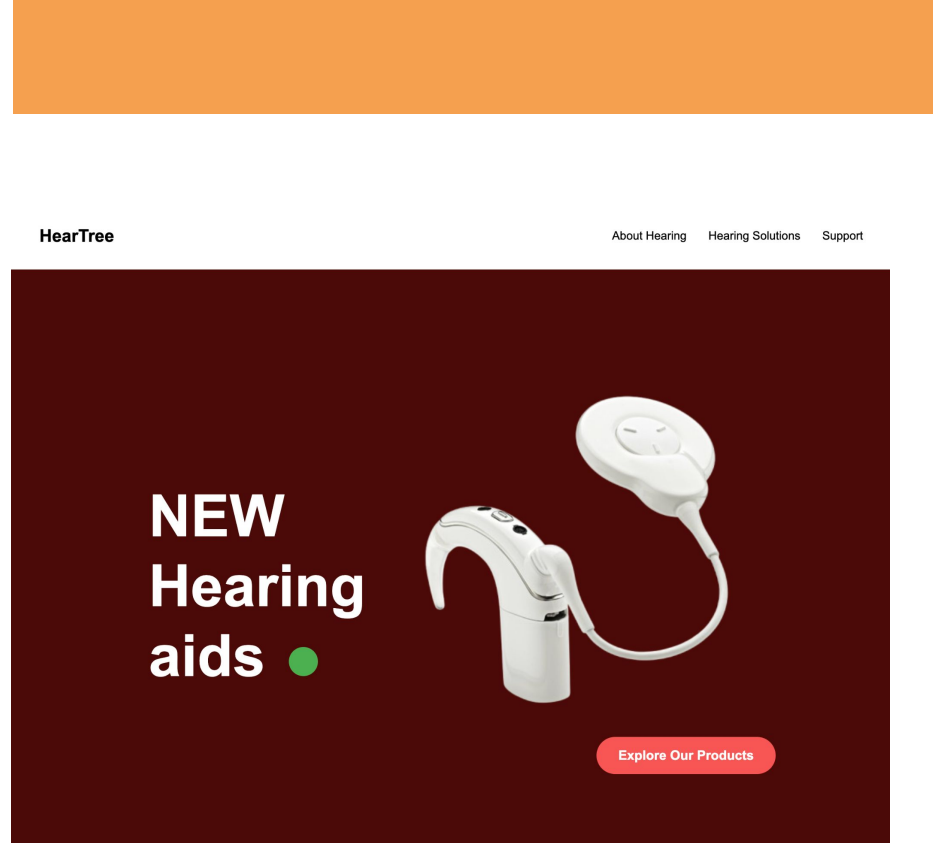 HearTree
About Hearing Hearing Solutions Support
NEW
Hearing
aids
Explore Our Products